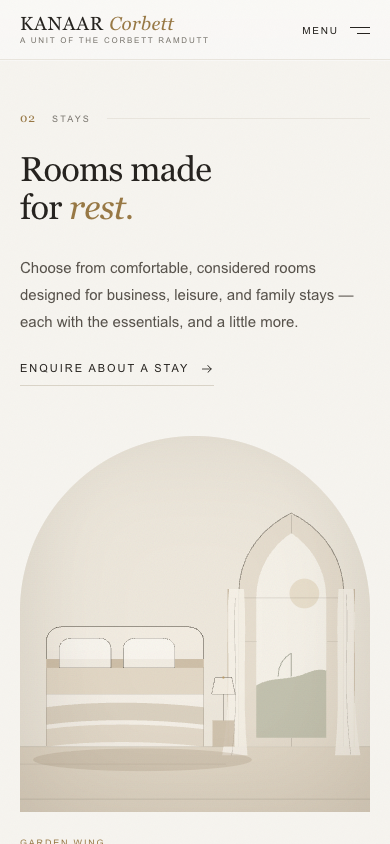 KANAAR Corbett
MENU
A UNIT OF THE CORBETT RAMDUTT
02 STAYS
Rooms made
for rest.
Choose from comfortable, considered rooms
designed for business, leisure, and family stays —
each with the essentials, and a little more.
ENQUIRE ABOUT A STAY →
GARDEN WING